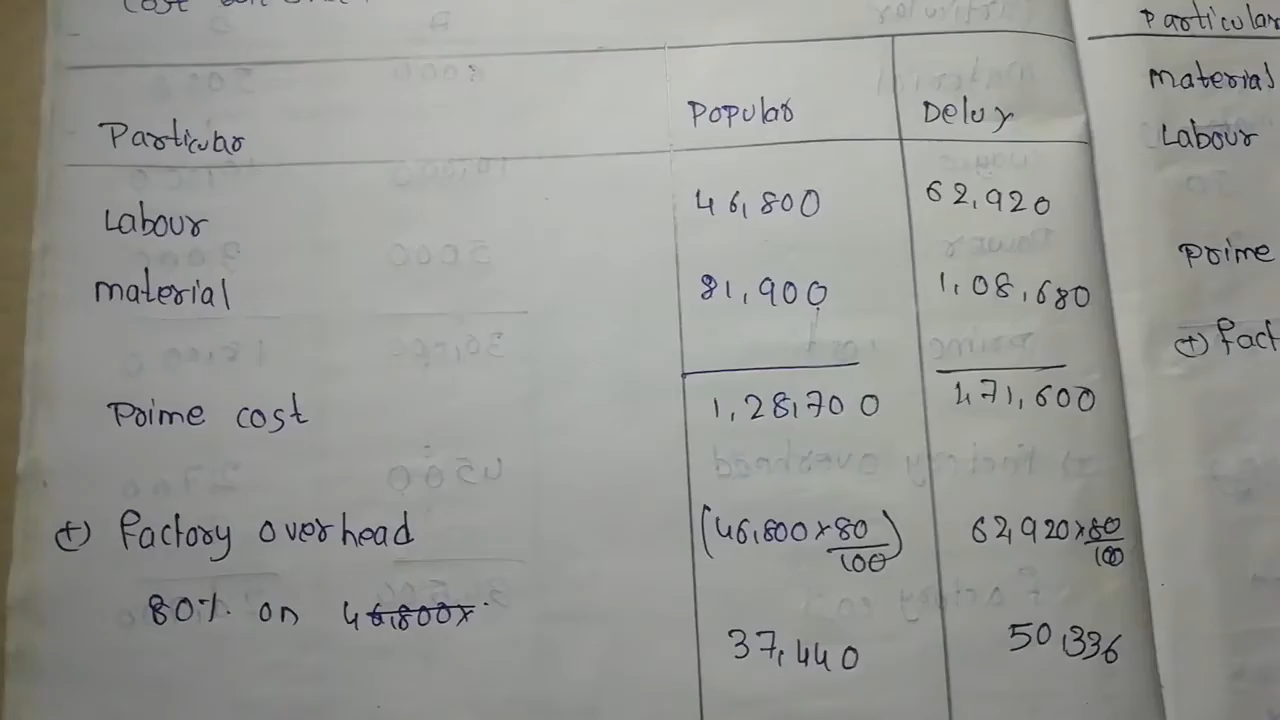 Particular Popular Delux
Labour 46,800 62,920
material 81,900 1,08,680
Prime cost 1,28,700 1,71,600
(+) factory overhead (46,800 x 80/100) 62,920 x 80/100
80% on 46,800x
37,440 50,336
Particular
material
Labour
Prime
(+) fact